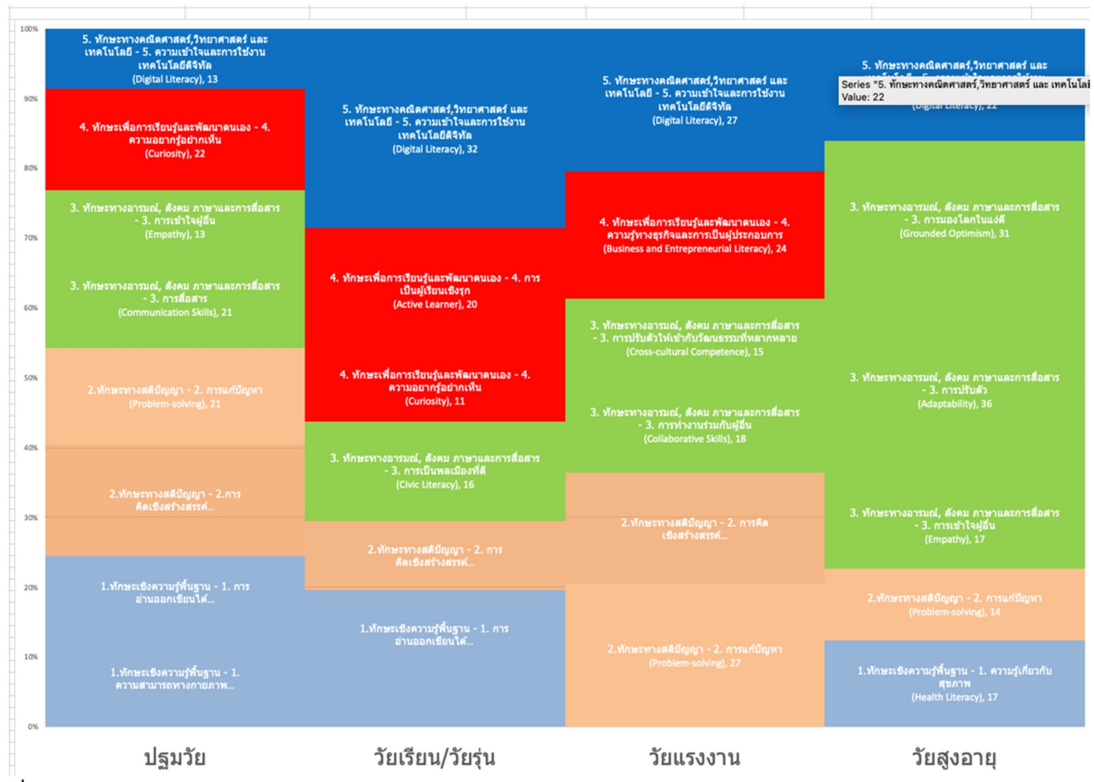 100%
90%
80%
70%
60%
50%
40%
30%
20%
10%
0%
5. ทักษะทางคณิตศาสตร์,วิทยาศาสตร์ และ
เทคโนโลยี - 5. ความเข้าใจและการใช้งาน
เทคโนโลยีดิจิทัล
(Digital Literacy), 13
4. ทักษะเพื่อการเรียนรู้และพัฒนาตนเอง - 4.
ความอยากรู้อย่ากเห็น
(Curiosity), 22
3. ทักษะทางอารมณ์, สังคม ภาษาและการสื่อสาร
- 3. การเข้าใจผู้อื่น
(Empathy), 13
3. ทักษะทางอารมณ์, สังคม ภาษาและการสื่อสาร
- 3. การสื่อสาร
(Communication Skills), 21
2.ทักษะทางสติปัญญา - 2. การแก้ปัญหา
(Problem-solving), 21
2.ทักษะทางสติปัญญา - 2.การ
คิดเชิงสร้างสรรค์...
1.ทักษะเชิงความรู้พื้นฐาน - 1. การ
อ่านออกเขียนได้...
1.ทักษะเชิงความรู้พื้นฐาน - 1.
ความสามารถทางกายภาพ...
ปฐมวัย
5. ทักษะทางคณิตศาสตร์,วิทยาศาสตร์ และ
เทคโนโลยี - 5. ความเข้าใจและการใช้งาน
เทคโนโลยีดิจิทัล
(Digital Literacy), 32
4. ทักษะเพื่อการเรียนรู้และพัฒนาตนเอง - 4. การ
เป็นผู้เรียนเชิงรุก
(Active Learner), 20
4. ทักษะเพื่อการเรียนรู้และพัฒนาตนเอง - 4.
ความอยากรู้อย่ากเห็น
(Curiosity), 11
3. ทักษะทางอารมณ์, สังคม ภาษาและการสื่อสาร
- 3. การเป็นพลเมืองที่ดี
(Civic Literacy), 16
2.ทักษะทางสติปัญญา - 2. การ
คิดเชิงสร้างสรรค์...
1.ทักษะเชิงความรู้พื้นฐาน - 1. การ
อ่านออกเขียนได้...
วัยเรียน/วัยรุ่น
5. ทักษะทางคณิตศาสตร์,วิทยาศาสตร์ และ
เทคโนโลยี - 5. ความเข้าใจและการใช้งาน
เทคโนโลยีดิจิทัล
(Digital Literacy), 27
4. ทักษะเพื่อการเรียนรู้และพัฒนาตนเอง - 4.
ความรู้ทางธุรกิจและการเป็นผู้ประกอบการ
(Business and Entrepreneurial Literacy), 24
3. ทักษะทางอารมณ์, สังคม ภาษาและการสื่อสาร
- 3. การปรับตัวให้เข้ากับวัฒนธรรมที่หลากหลาย
(Cross-cultural Competence), 15
3. ทักษะทางอารมณ์, สังคม ภาษาและการสื่อสาร
- 3. การทำงานร่วมกับผู้อื่น
(Collaborative Skills), 18
2.ทักษะทางสติปัญญา - 2. การคิด
เชิงสร้างสรรค์...
2.ทักษะทางสติปัญญา - 2. การแก้ปัญหา
(Problem-solving), 27
วัยแรงงาน
5. ทักษะทางคณิตศาสตร์,วิทยาศาสตร์ และ
Series "5. ทักษะทางคณิตศาสตร์,วิทยาศาสตร์ และ เทคโนโลยี
Value: 22
(Digital Literacy), 22
3. ทักษะทางอารมณ์, สังคม ภาษาและการสื่อสาร
- 3. การมองโลกในแง่ดี
(Grounded Optimism), 31
3. ทักษะทางอารมณ์, สังคม ภาษาและการสื่อสาร
- 3. การปรับตัว
(Adaptability), 36
3. ทักษะทางอารมณ์, สังคม ภาษาและการสื่อสาร
- 3. การเข้าใจผู้อื่น
(Empathy), 17
2.ทักษะทางสติปัญญา - 2. การแก้ปัญหา
(Problem-solving), 14
1.ทักษะเชิงความรู้พื้นฐาน - 1. ความรู้เกี่ยวกับ
สุขภาพ
(Health Literacy), 17
วัยสูงอายุ